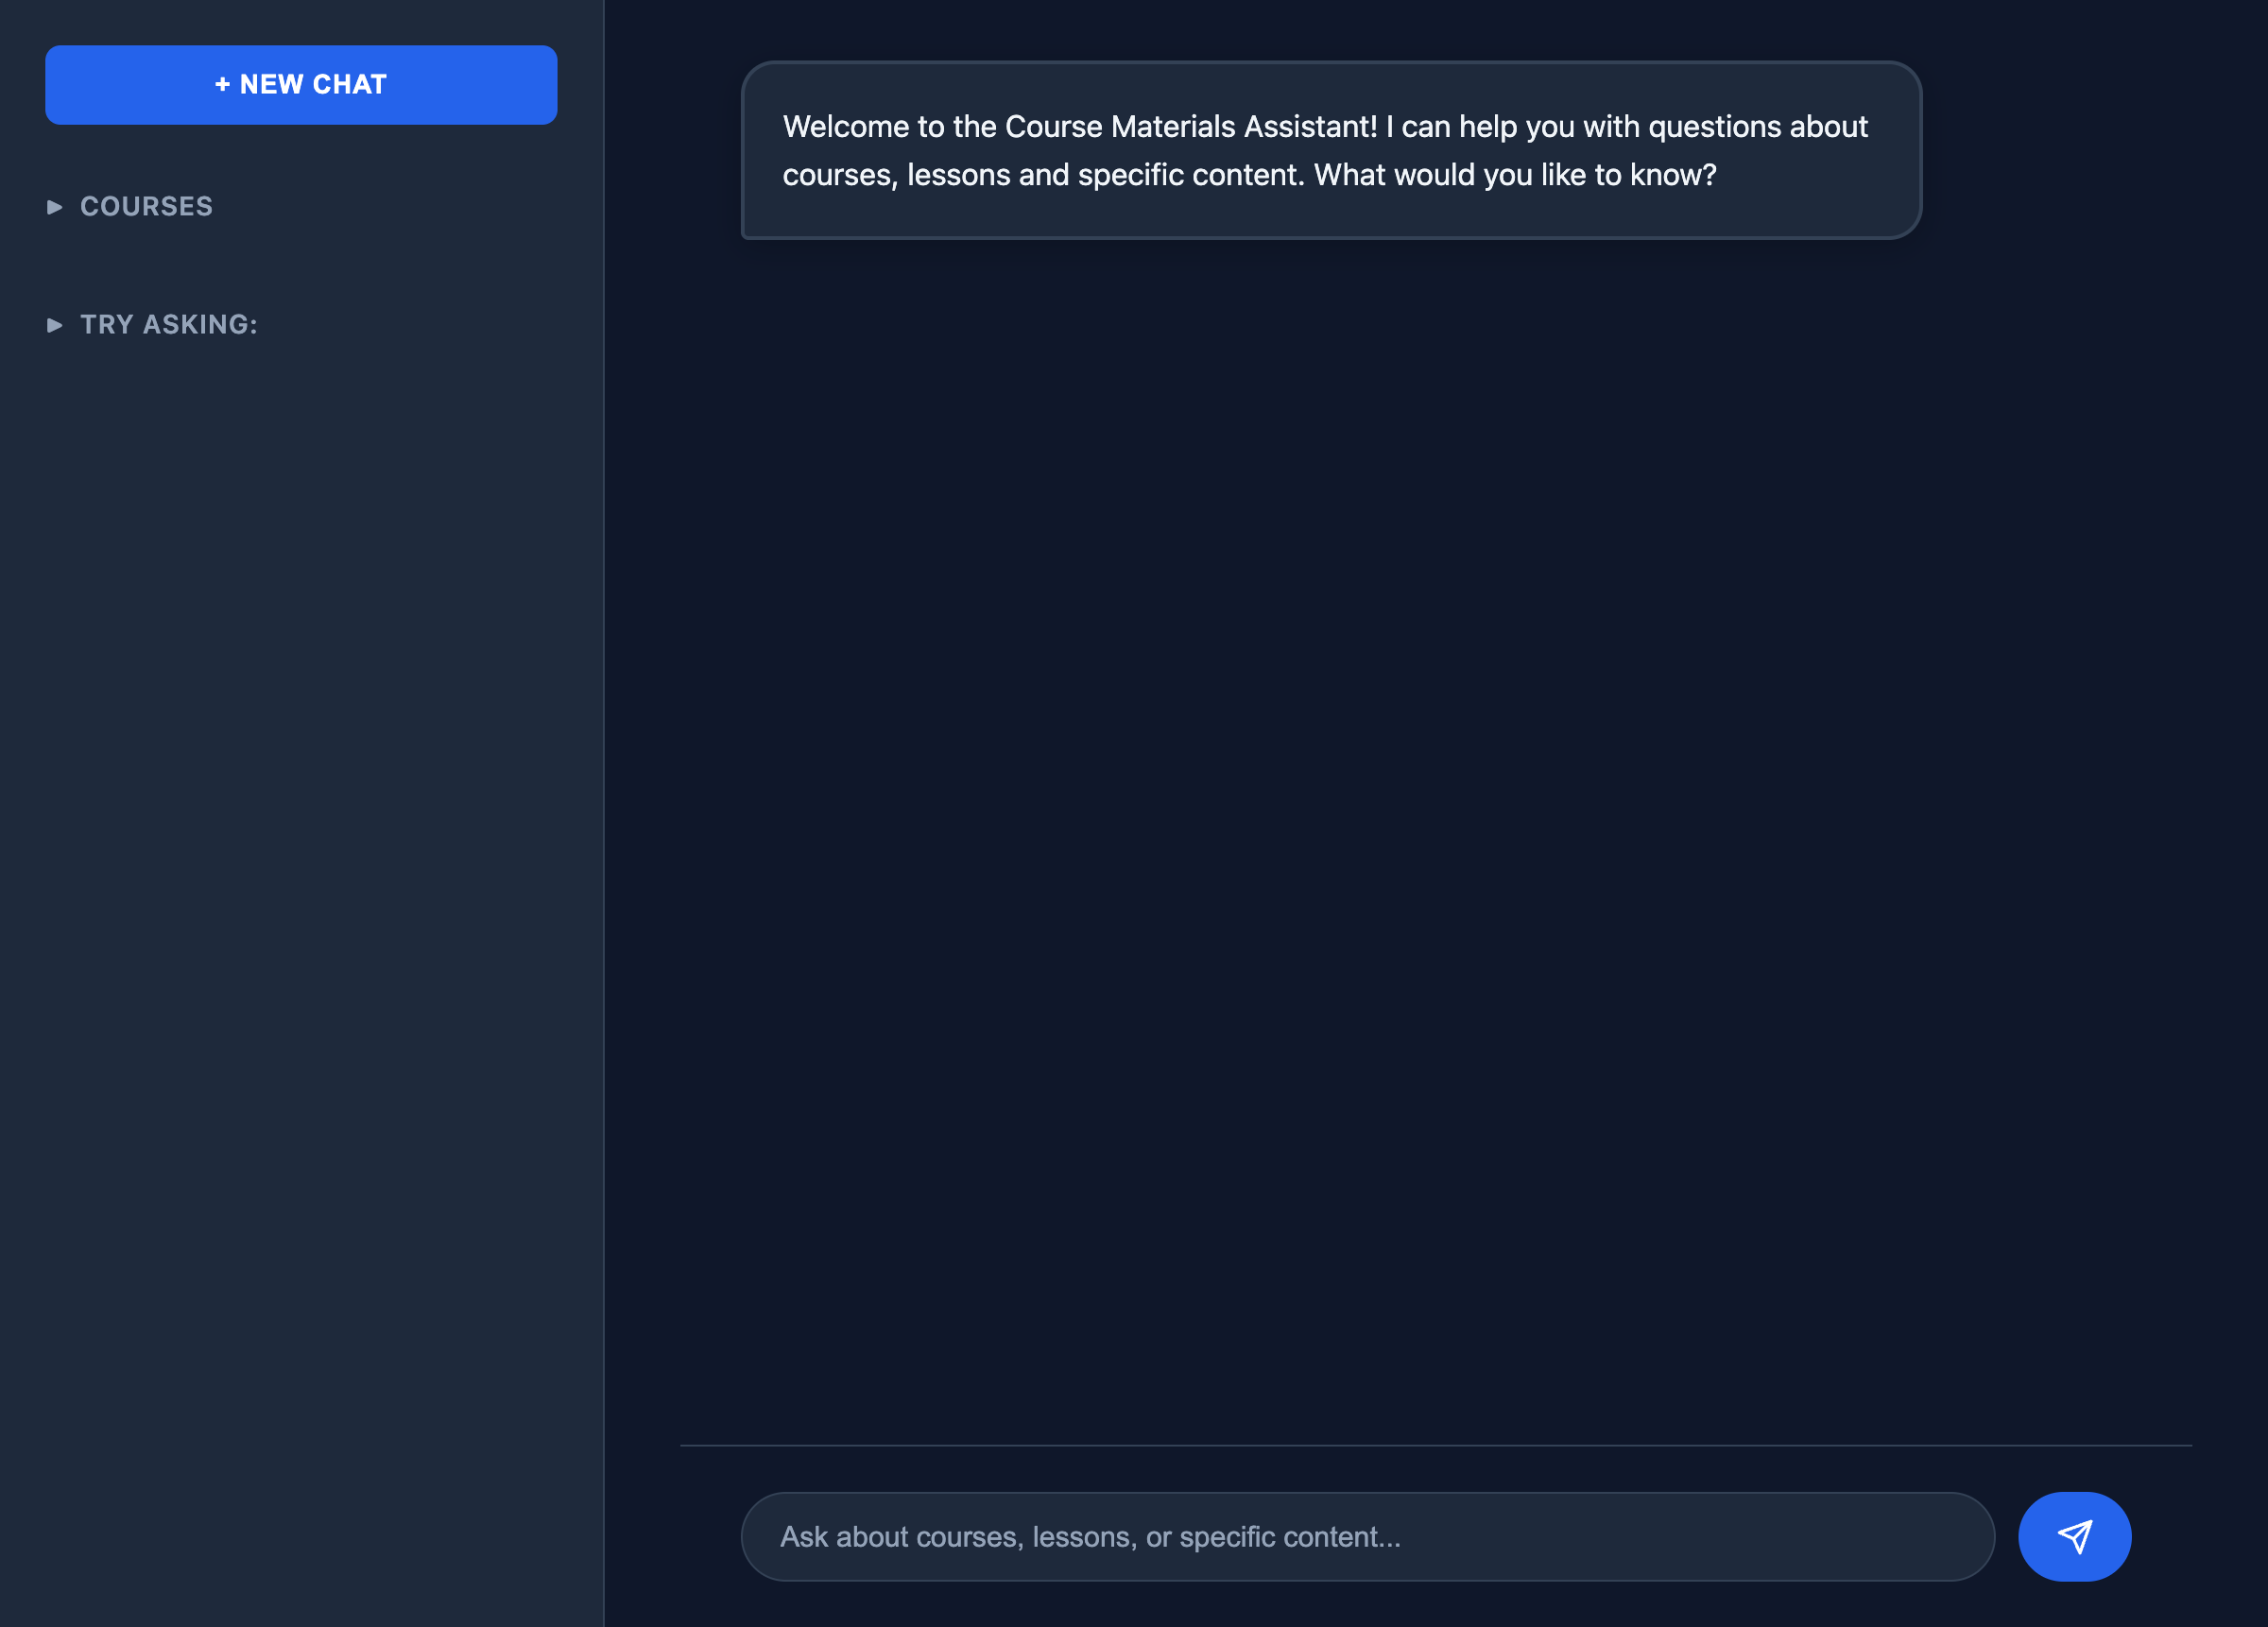 + NEW CHAT
COURSES
TRY ASKING:
Welcome to the Course Materials Assistant! I can help you with questions about
courses, lessons and specific content. What would you like to know?
Ask about courses, lessons, or specific content...